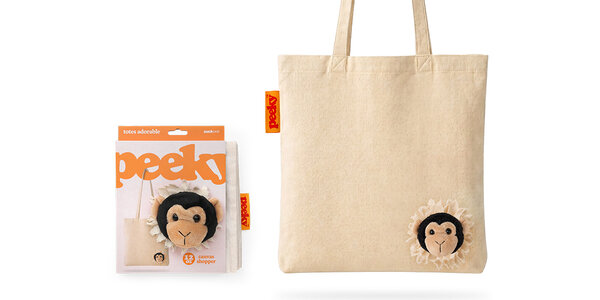 totes adorable
peeky
canvas
shopper
peeky
peeky